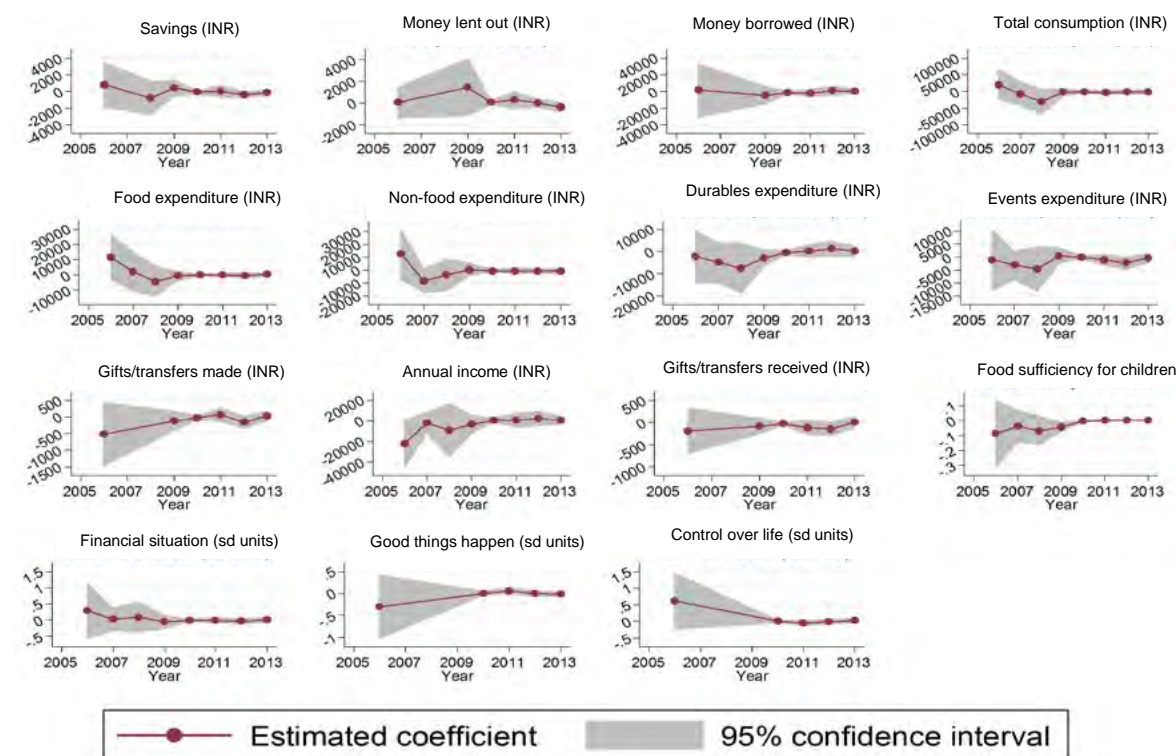 Savings (INR)
4000
2000
0
-2000
-4000
2005 2007 2009 2011 2013
Year
Money lent out (INR)
4000
2000
0
-2000
2005 2007 2009 2011 2013
Year
Money borrowed (INR)
40000
20000
0
-20000
-40000
2005 2007 2009 2011 2013
Year
Total consumption (INR)
100000
50000
0
-50000
-100000
2005 2007 2009 2011 2013
Year
Food expenditure (INR)
30000
20000
10000
0
-10000
2005 2007 2009 2011 2013
Year
Non-food expenditure (INR)
30000
20000
10000
0
-10000
-20000
2005 2007 2009 2011 2013
Year
Durables expenditure (INR)
10000
0
-10000
-20000
2005 2007 2009 2011 2013
Year
Events expenditure (INR)
10000
5000
0
-5000
-10000
-15000
2005 2007 2009 2011 2013
Year
Gifts/transfers made (INR)
500
0
-500
-1000
-1500
2005 2007 2009 2011 2013
Year
Annual income (INR)
20000
0
-20000
-40000
2005 2007 2009 2011 2013
Year
Gifts/transfers received (INR)
500
0
-500
-1000
2005 2007 2009 2011 2013
Year
Food sufficiency for children
.1
0
-.1
-.2
-.3
2005 2007 2009 2011 2013
Year
Financial situation (sd units)
1.5
1
.5
0
-.5
2005 2007 2009 2011 2013
Year
Good things happen (sd units)
.5
0
-.5
-1
2005 2007 2009 2011 2013
Year
Control over life (sd units)
1.5
1
.5
0
-.5
2005 2007 2009 2011 2013
Year
Estimated coefficient 95% confidence interval